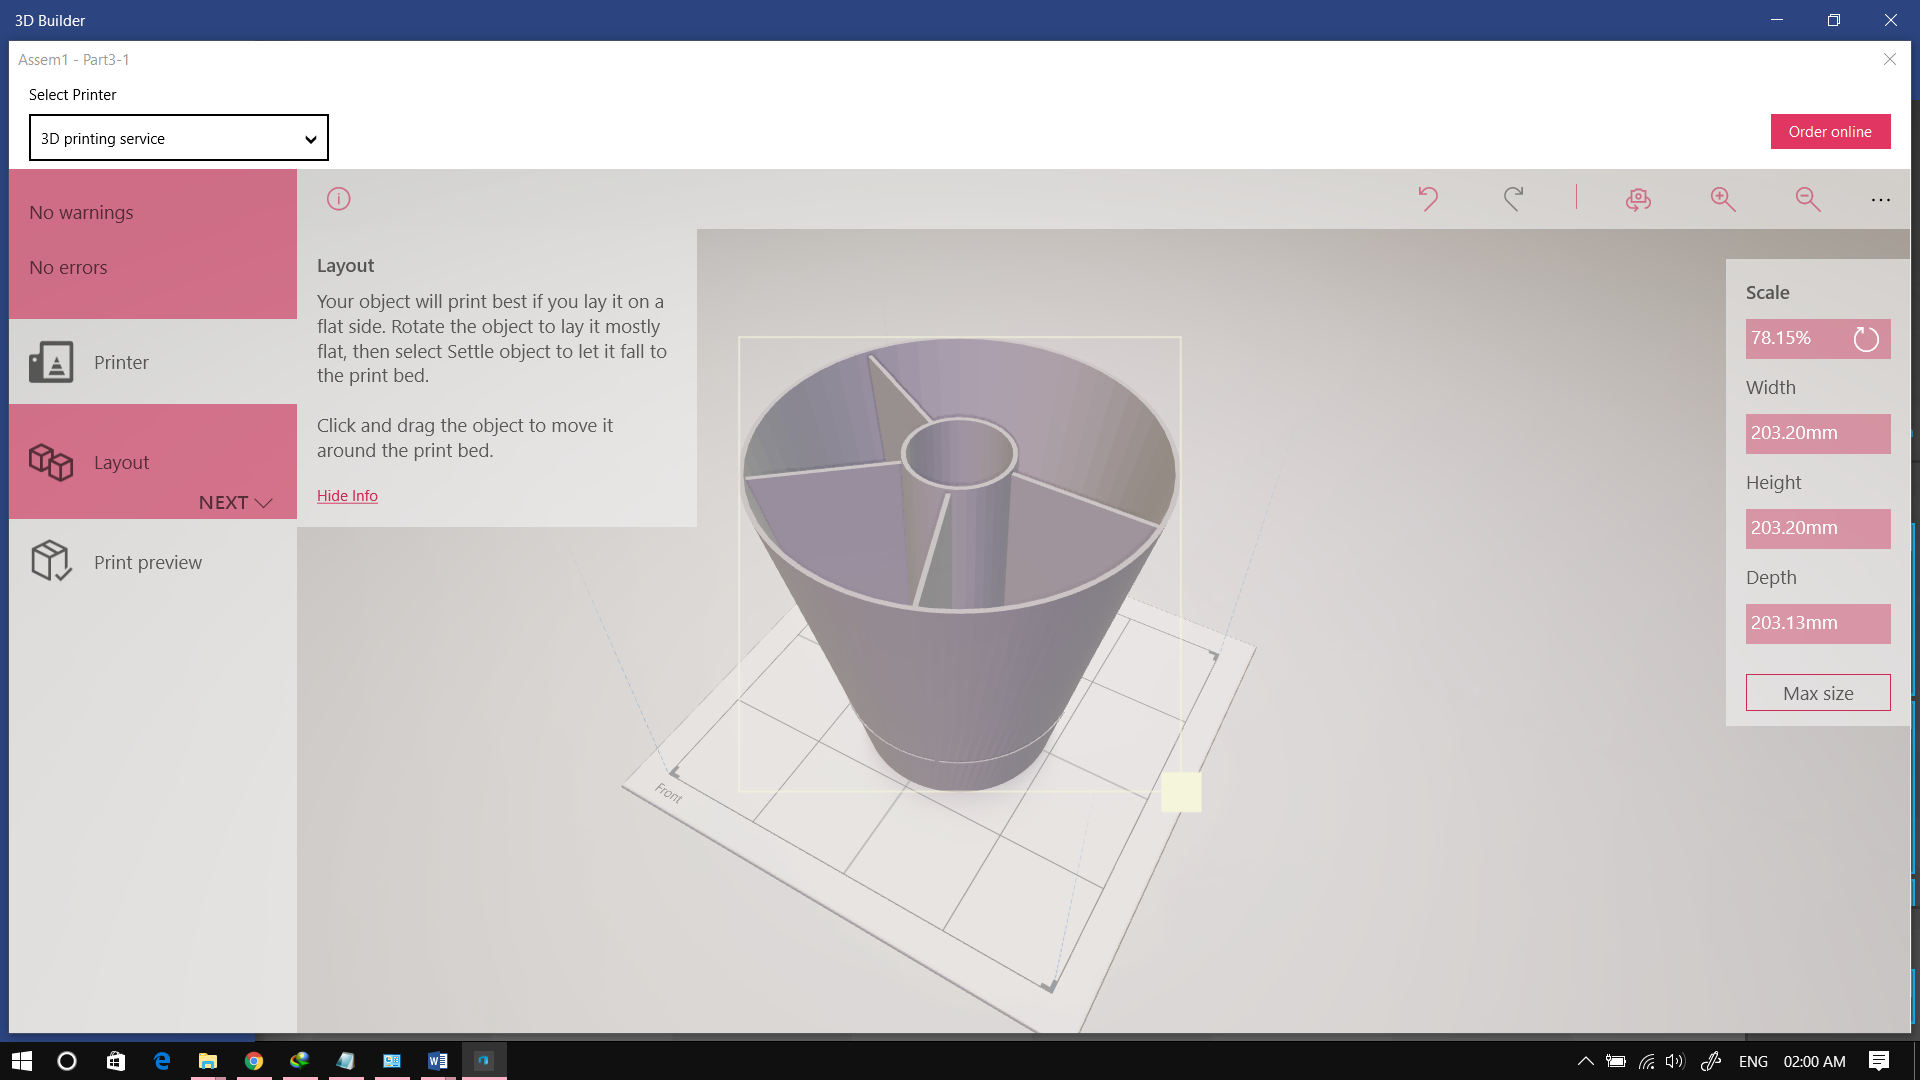 3D Builder
Assem1 - Part3-1
Select Printer
3D printing service
Order online
No warnings
No errors
Printer
Layout
NEXT
Print preview
Layout
Your object will print best if you lay it on a
flat side. Rotate the object to lay it mostly
flat, then select Settle object to let it fall to
the print bed.
Click and drag the object to move it
around the print bed.
Hide Info
Scale
78.15%
Width
203.20mm
Height
203.20mm
Depth
203.13mm
Max size
Front
ENG
02:00 AM